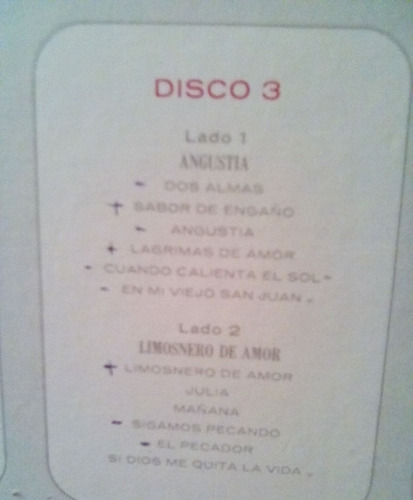 DISCO 3
Lado 1
ANGUSTIA
- DOS ALMAS
+ SABOR DE ENGAÑO
- ANGUSTIA
+ LAGRIMAS DE AMOR
- CUANDO CALIENTA EL SOL -
- EN MI VIEJO SAN JUAN .
Lado 2
LIMOSNERO DE AMOR
+ LIMOSNERO DE AMOR
JULIA
MAÑANA
- SIGAMOS PECANDO
- EL PECADOR
SI DIOS ME QUITA LA VIDA .